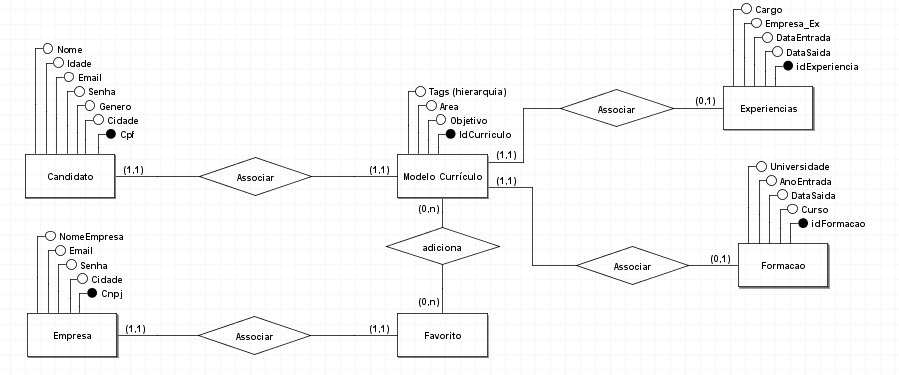 Nome
Idade
Email
Senha
Genero
Cidade
Cpf
Candidato
(1,1)
Associar
(1,1)
Tags (hierarquia)
Area
Objetivo
IdCurriculo
Modelo Currículo
(1,1)
Associar
(0,1)
Cargo
Empresa_Ex
DataEntrada
DataSaida
idExperiencia
Experiencias
(1,1)
Associar
(0,1)
Universidade
AnoEntrada
DataSaida
Curso
idFormacao
Formacao
(0,n)
adiciona
(0,n)
NomeEmpresa
Email
Senha
Cidade
Cnpj
Empresa
(1,1)
Associar
(1,1)
Favorito